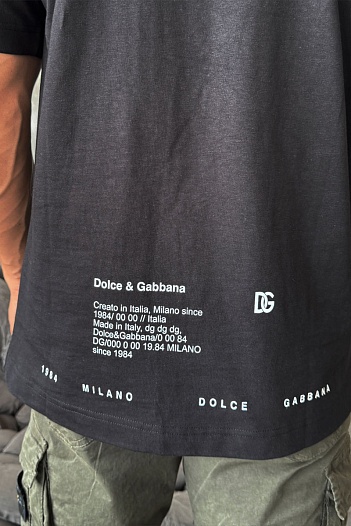 Dolce & Gabbana
DG
Creato in Italia, Milano since
1984/ 00 00 // Italia
Made in Italy, dg dg dg,
Dolce&Gabbana/0 00 84
DG/000 0 00 19.84 MILANO
since 1984
1984 MILANO DOLCE GABBANA